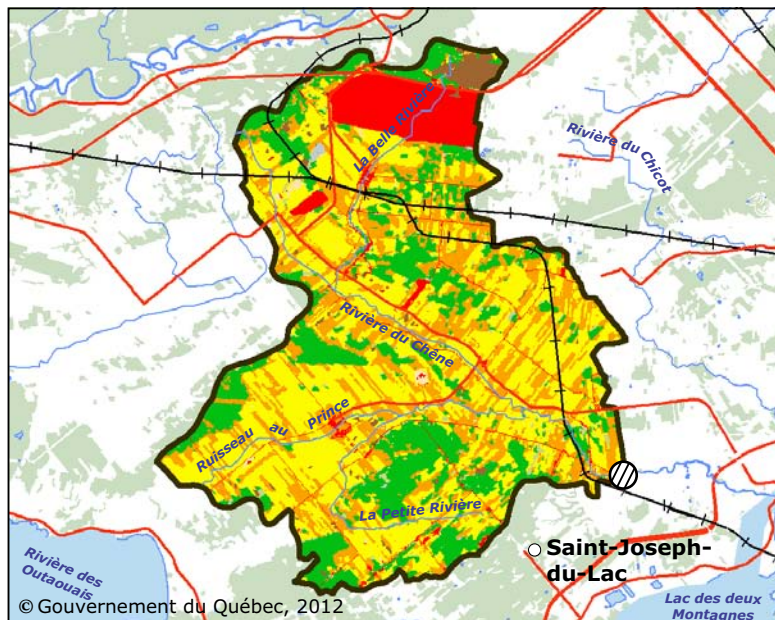 La Belle Rivière
Rivière du Chicot
Rivière du Chêne
Ruisseau au Prince
La Petite Rivière
Saint-Joseph-
du-Lac
Rivière des
Outaouais
Lac des deux
Montagnes
© Gouvernement du Québec, 2012